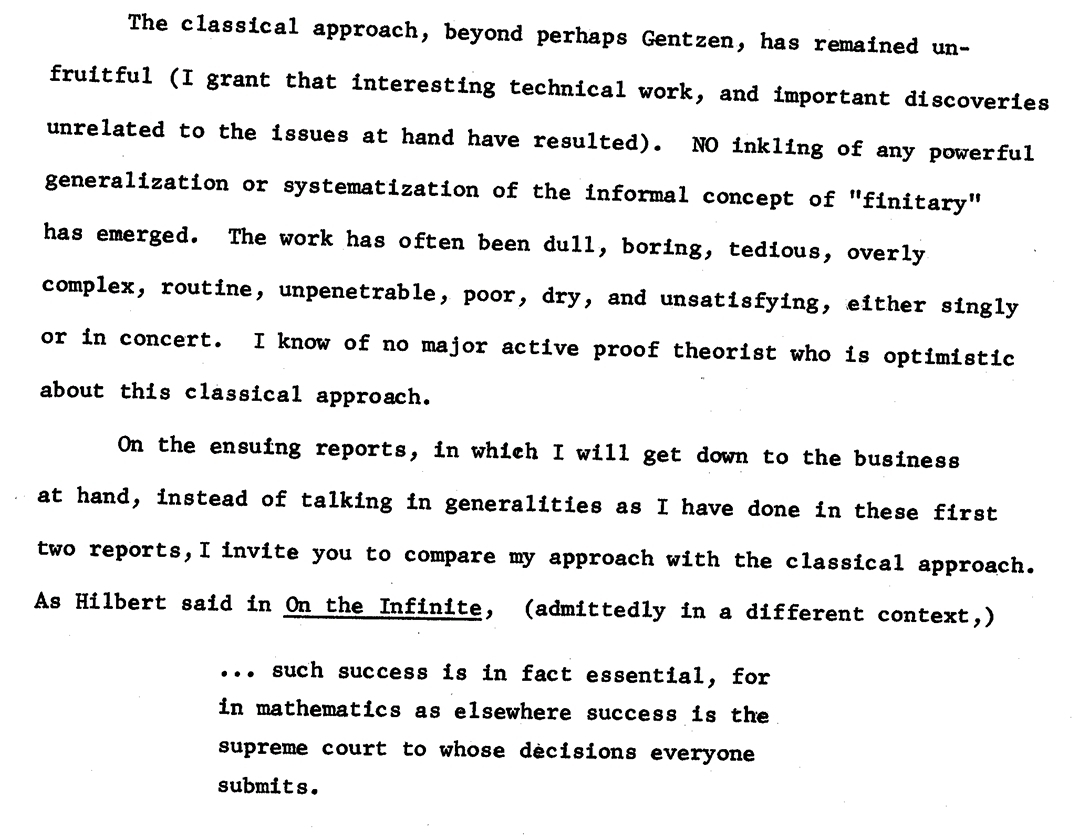 The classical approach, beyond perhaps Gentzen, has remained un-
fruitful (I grant that interesting technical work, and important discoveries
unrelated to the issues at hand have resulted). NO inkling of any powerful
generalization or systematization of the informal concept of "finitary"
has emerged. The work has often been dull, boring, tedious, overly
complex, routine, unpenetrable, poor, dry, and unsatisfying, either singly
or in concert. I know of no major active proof theorist who is optimistic
about this classical approach.
On the ensuing reports, in which I will get down to the business
at hand, instead of talking in generalities as I have done in these first
two reports, I invite you to compare my approach with the classical approach.
As Hilbert said in On the Infinite, (admittedly in a different context,)
... such success is in fact essential, for
in mathematics as elsewhere success is the
supreme court to whose decisions everyone
submits.